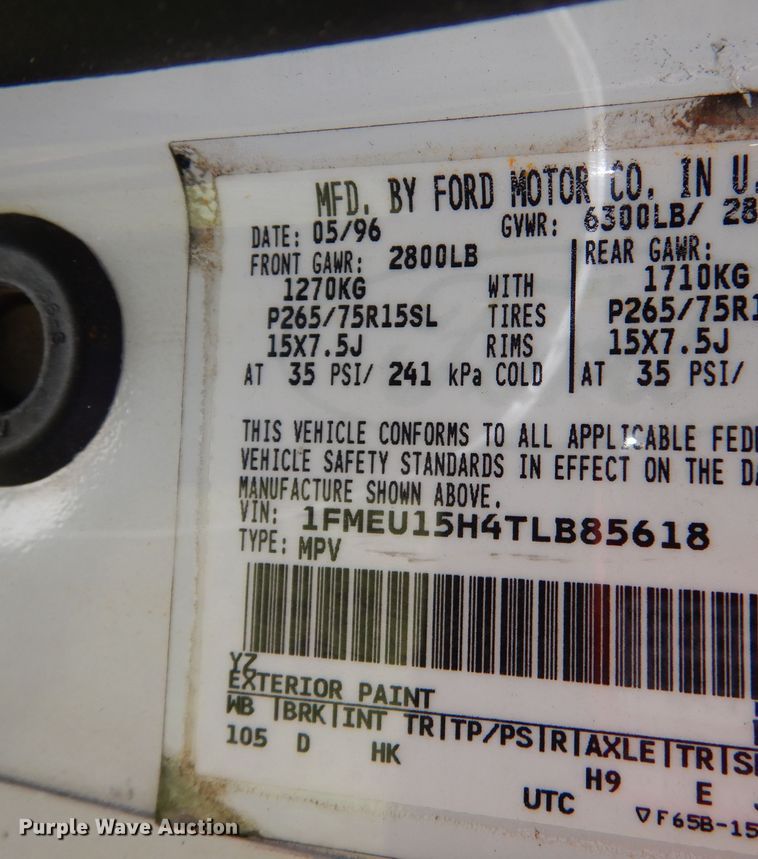 MFD. BY FORD MOTOR CO. IN U.
DATE: 05/96 GVWR: 6300LB/ 28
FRONT GAWR: 2800LB REAR GAWR:
1270KG WITH 1710KG
P265/75R15SL TIRES P265/75R1
15X7.5J RIMS 15X7.5J
AT 35 PSI/ 241 kPa COLD AT 35 PSI/
THIS VEHICLE CONFORMS TO ALL APPLICABLE FEDE
VEHICLE SAFETY STANDARDS IN EFFECT ON THE DA
MANUFACTURE SHOWN ABOVE.
VIN: 1FMEU15H4TLB85618
TYPE: MPV
YZ
EXTERIOR PAINT
WB |BRK|INT TR|TP/PS|R|AXLE|TR|S
105 D HK H9 E
UTC ▽F65B-15
Purple Wave Auction